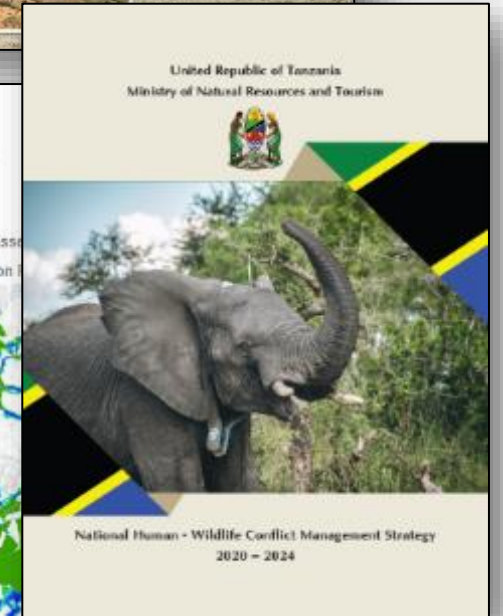 United Republic of Tanzania
Ministry of Natural Resources and Tourism
National Human - Wildlife Conflict Management Strategy
2020 – 2024